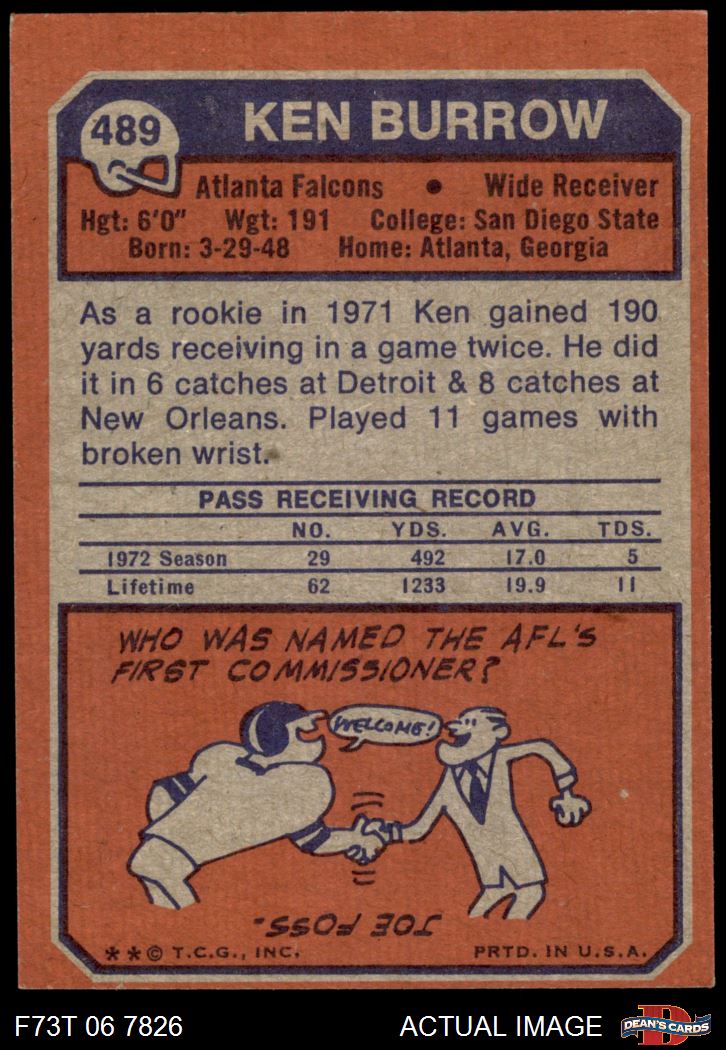 489
KEN BURROW
Atlanta Falcons • Wide Receiver
Hgt: 6'0" Wgt: 191 College: San Diego State
Born: 3-29-48 Home: Atlanta, Georgia
As a rookie in 1971 Ken gained 190
yards receiving in a game twice. He did
it in 6 catches at Detroit & 8 catches at
New Orleans. Played 11 games with
broken wrist.
PASS RECEIVING RECORD
NO. YDS. AVG. TDS.
1972 Season 29 492 17.0 5
Lifetime 62 1233 19.9 11
WHO WAS NAMED THE AFL'S
FIRST COMMISSIONER?
WELCOME!
JOE FOSS.
**© T.C.G., INC. PRTD. IN U.S.A.
F73T 06 7826 ACTUAL IMAGE
D
DEAN'S CARDS